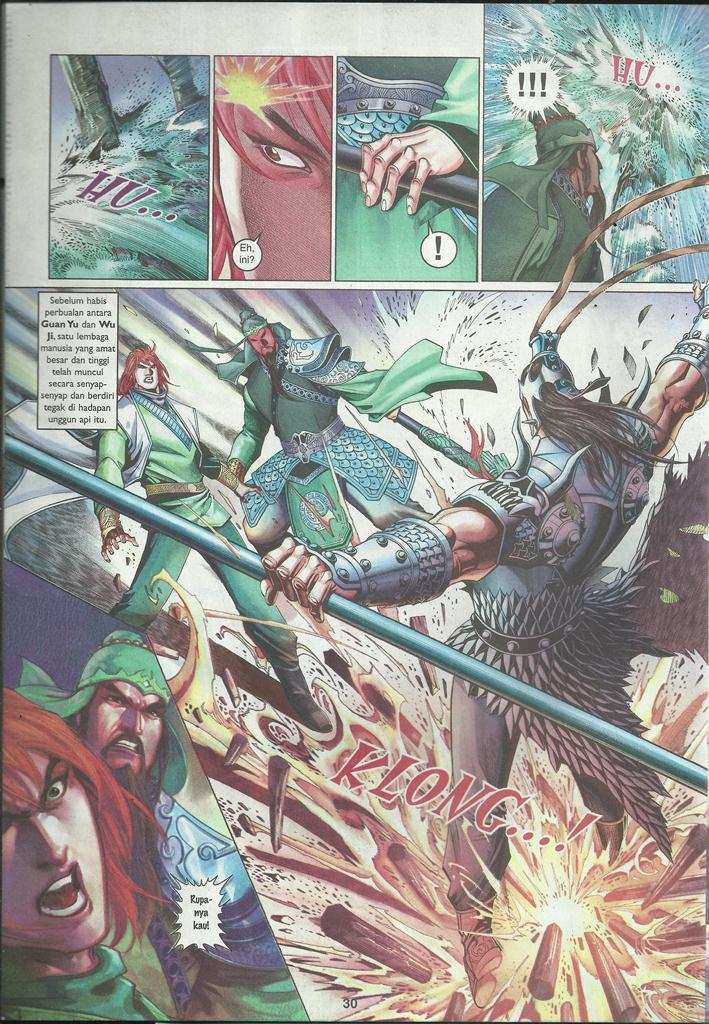 HU...
Eh,
ini?
!
!!!
HU...
Sebelum habis
perbualan antara
Guan Yu dan Wu
Ji, satu lembaga
manusia yang amat
besar dan tinggi
telah muncul
secara senyap-
senyap dan berdiri
tegak di hadapan
unggun api itu.
KLONG....!
Rupa-
nya
kau!
30